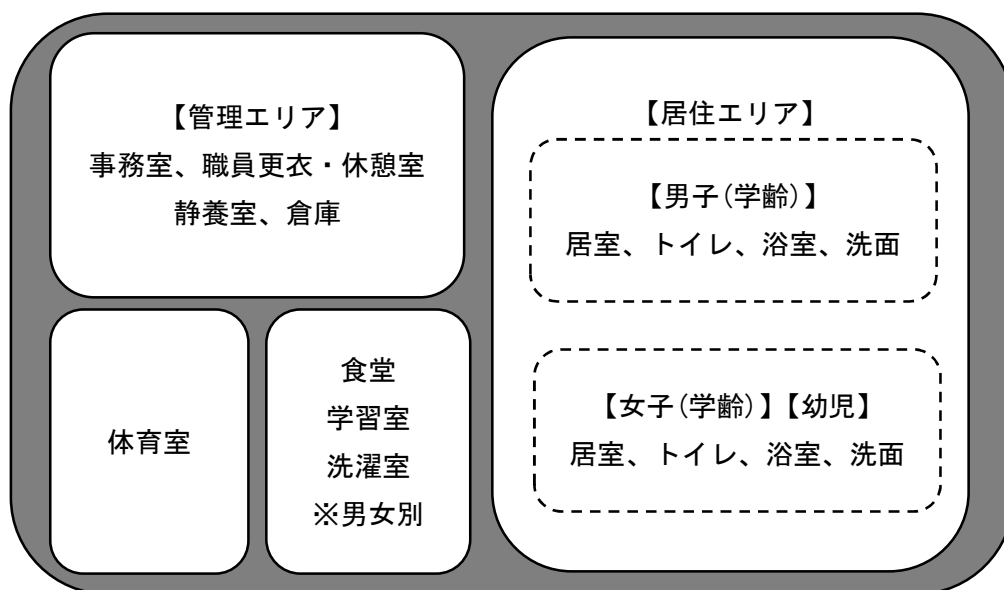 【管理エリア】
事務室、職員更衣・休憩室
静養室、倉庫
体育室
食堂
学習室
洗濯室
※男女別
【居住エリア】
【男子(学齢)】
居室、トイレ、浴室、洗面
【女子(学齢)】【幼児】
居室、トイレ、浴室、洗面